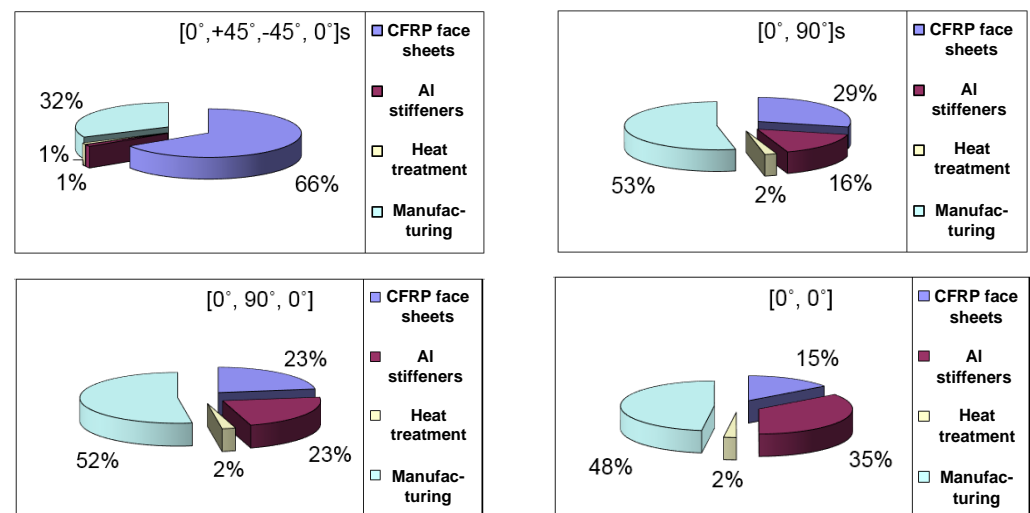 [0˚,+45˚,-45˚, 0˚]s
32%
1%
1%
66%
CFRP face
sheets
Al
stiffeners
Heat
treatment
Manufac-
turing
[0˚, 90˚]s
29%
53%
2%
16%
CFRP face
sheets
Al
stiffeners
Heat
treatment
Manufac-
turing
[0˚, 90˚, 0˚]
23%
52%
2%
23%
CFRP face
sheets
Al
stiffeners
Heat
treatment
Manufac-
turing
[0˚, 0˚]
15%
48%
2%
35%
CFRP face
sheets
Al
stiffeners
Heat
treatment
Manufac-
turing